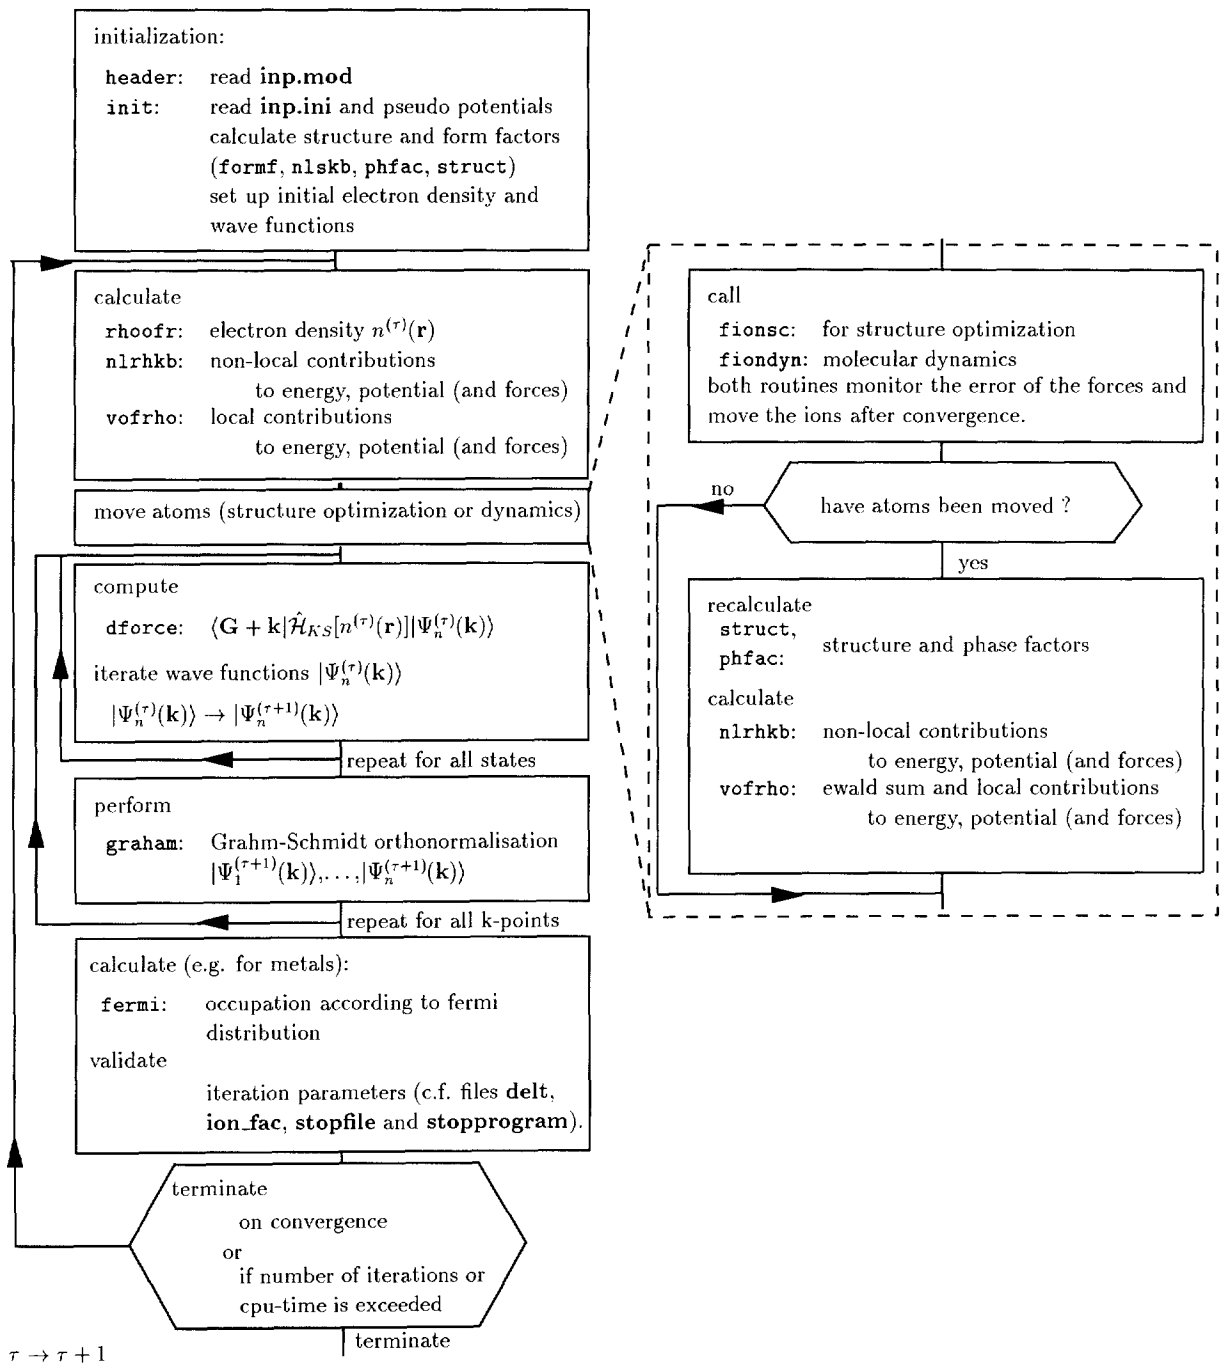 initialization:
header: read inp.mod
init: read inp.ini and pseudo potentials
calculate structure and form factors
(formf, nlskb, phfac, struct)
set up initial electron density and
wave functions
calculate
rhoofr: electron density n^(τ)(r)
nlrhkb: non-local contributions
to energy, potential (and forces)
vofrho: local contributions
to energy, potential (and forces)
move atoms (structure optimization or dynamics)
compute
dforce: ⟨G + k|Ĥ_KS[n^(τ)(r)]|Ψ_n^(τ)(k)⟩
iterate wave functions |Ψ_n^(τ)(k)⟩
|Ψ_n^(τ)(k)⟩ → |Ψ_n^(τ+1)(k)⟩
repeat for all states
perform
graham: Grahm-Schmidt orthonormalisation
|Ψ_1^(τ+1)(k)⟩,...,|Ψ_n^(τ+1)(k)⟩
repeat for all k-points
calculate (e.g. for metals):
fermi: occupation according to fermi
distribution
validate
iteration parameters (c.f. files delt,
ion_fac, stopfile and stopprogram).
terminate
on convergence
or
if number of iterations or
cpu-time is exceeded
terminate
τ → τ + 1
call
fionsc: for structure optimization
fiondyn: molecular dynamics
both routines monitor the error of the forces and
move the ions after convergence.
no
have atoms been moved ?
yes
recalculate
struct,
phfac: structure and phase factors
calculate
nlrhkb: non-local contributions
to energy, potential (and forces)
vofrho: ewald sum and local contributions
to energy, potential (and forces)